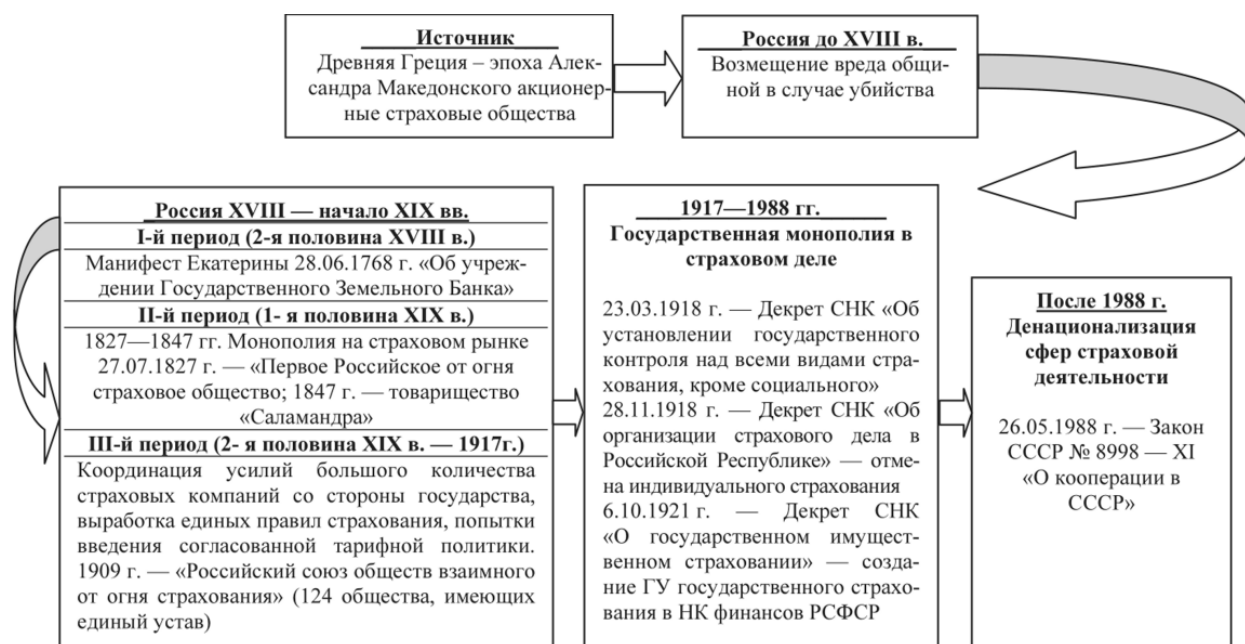 Источник
Древняя Греция – эпоха Алек-
сандра Македонского акционер-
ные страховые общества
Россия до XVIII в.
Возмещение вреда общи-
ной в случае убийства
Россия XVIII — начало XIX вв.
I-й период (2-я половина XVIII в.)
Манифест Екатерины 28.06.1768 г. «Об учреж-
дении Государственного Земельного Банка»
II-й период (1- я половина XIX в.)
1827—1847 гг. Монополия на страховом рынке
27.07.1827 г. — «Первое Российское от огня
страховое общество; 1847 г. — товарищество
«Саламандра»
III-й период (2- я половина XIX в. — 1917г.)
Координация усилий большого количества
страховых компаний со стороны государства,
выработка единых правил страхования, попытки
введения согласованной тарифной политики.
1909 г. — «Российский союз обществ взаимного
от огня страхования» (124 общества, имеющих
единый устав)
1917—1988 гг.
Государственная монополия в
страховом деле
23.03.1918 г. — Декрет СНК «Об
установлении государственного
контроля над всеми видами стра-
хования, кроме социального»
28.11.1918 г. — Декрет СНК «Об
организации страхового дела в
Российской Республике» — отме-
на индивидуального страхования
6.10.1921 г. — Декрет СНК
«О государственном имущест-
венном страховании» — созда-
ние ГУ государственного страхо-
вания в НК финансов РСФСР
После 1988 г.
Денационализация
сфер страховой
деятельности
26.05.1988 г. — Закон
СССР № 8998 — XI
«О кооперации в
СССР»